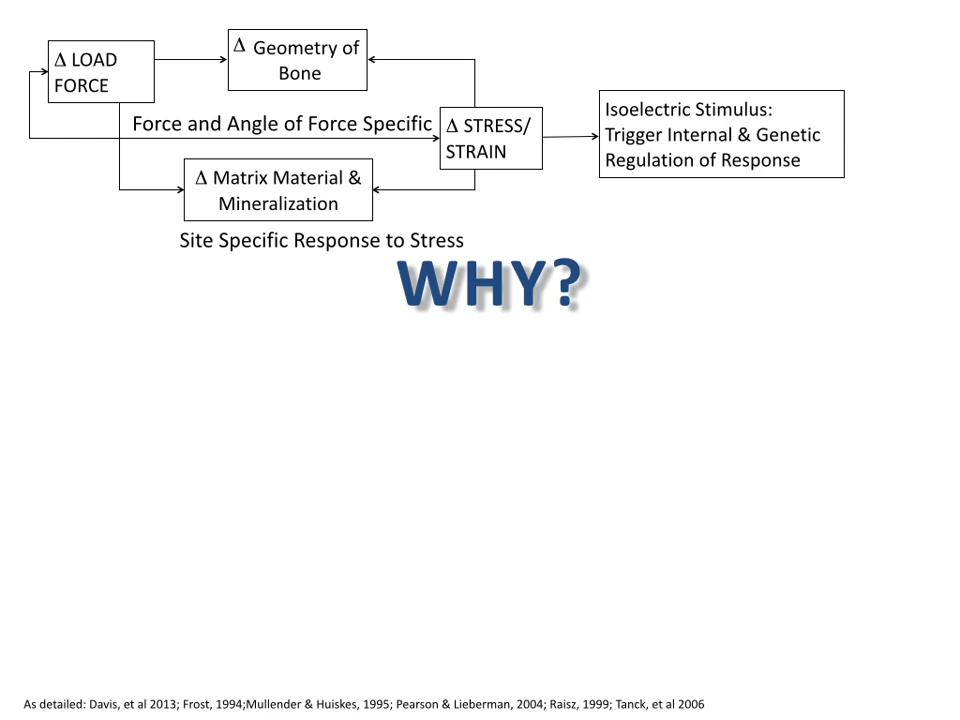 Δ LOAD
FORCE
Δ Geometry of
Bone
Force and Angle of Force Specific
Δ STRESS/
STRAIN
Isoelectric Stimulus:
Trigger Internal & Genetic
Regulation of Response
Δ Matrix Material &
Mineralization
Site Specific Response to Stress
WHY?
As detailed: Davis, et al 2013; Frost, 1994;Mullender & Huiskes, 1995; Pearson & Lieberman, 2004; Raisz, 1999; Tanck, et al 2006